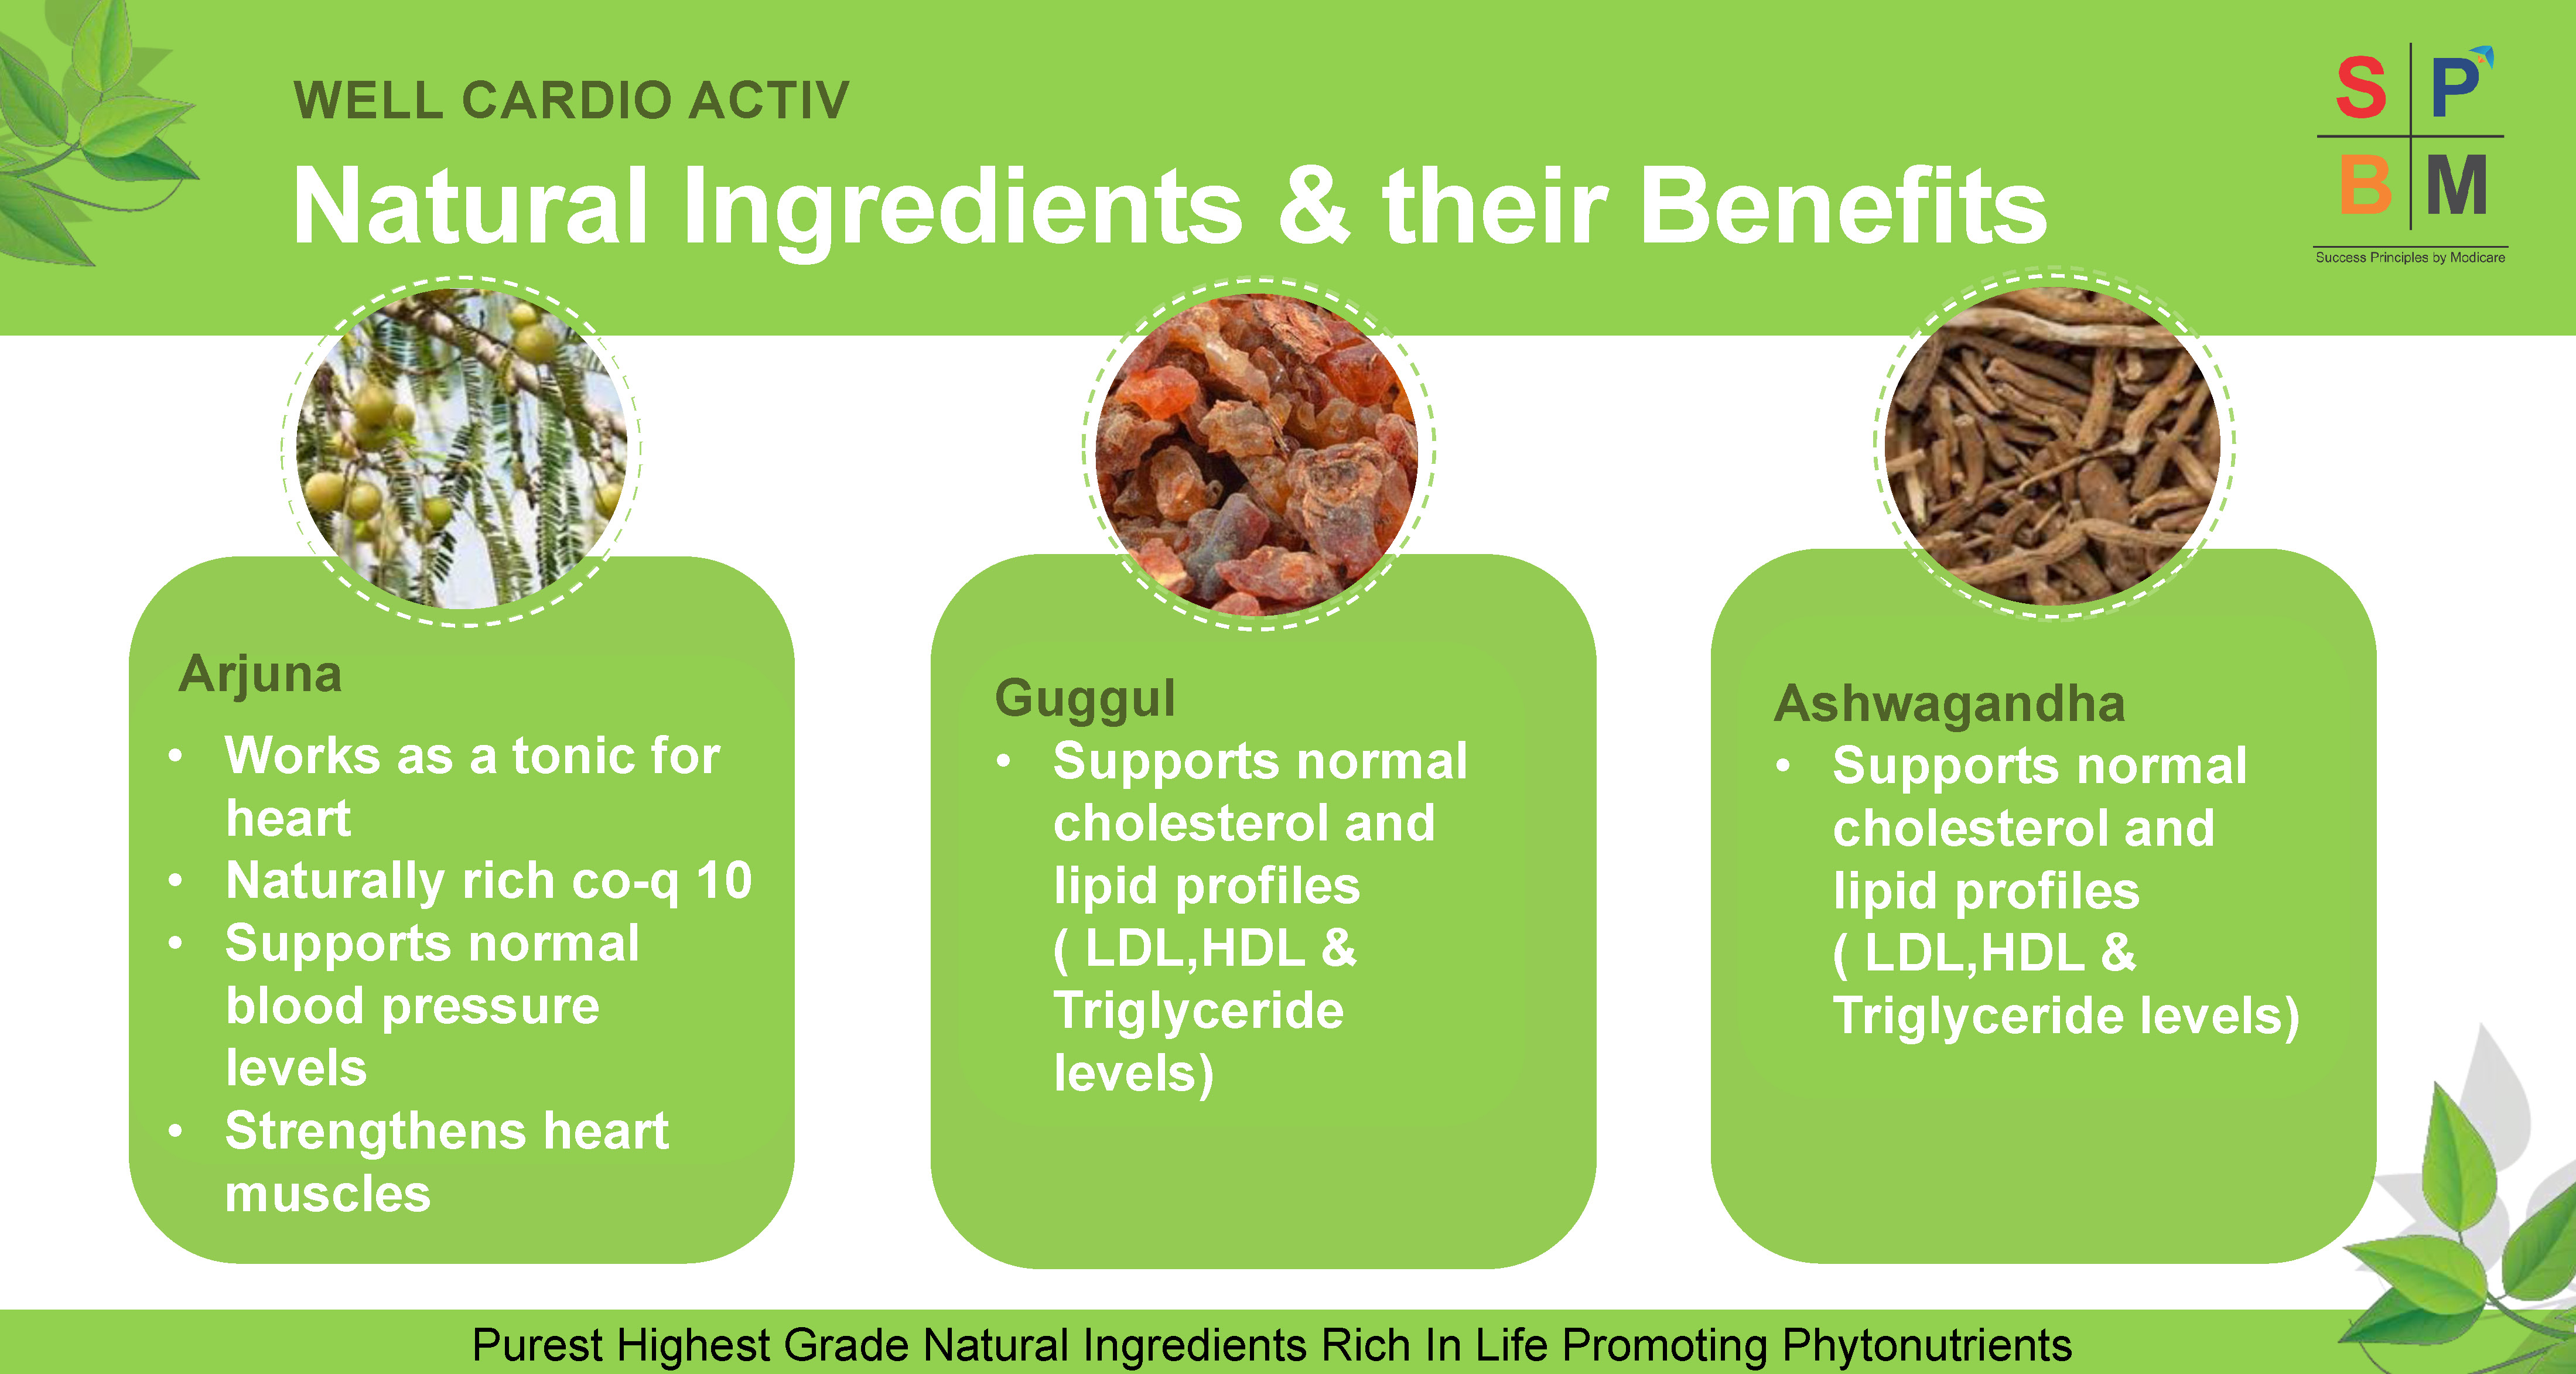 WELL CARDIO ACTIV
Natural Ingredients & their Benefits
S P
B M
Success Principles by Modicare
Arjuna
• Works as a tonic for
heart
• Naturally rich co-q 10
• Supports normal
blood pressure
levels
• Strengthens heart
muscles
Guggul
• Supports normal
cholesterol and
lipid profiles
( LDL,HDL &
Triglyceride
levels)
Ashwagandha
• Supports normal
cholesterol and
lipid profiles
( LDL,HDL &
Triglyceride levels)
Purest Highest Grade Natural Ingredients Rich In Life Promoting Phytonutrients